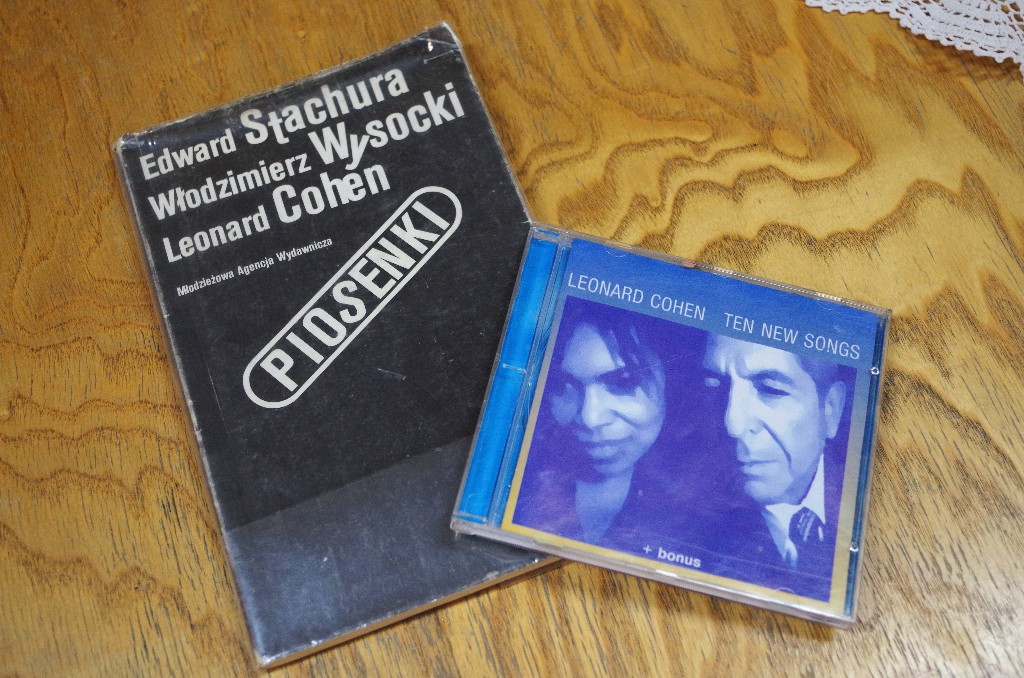 Edward Stachura
Włodzimierz Wysocki
Leonard Cohen
Młodzieżowa Agencja Wydawnicza
PIOSENKI
LEONARD COHEN TEN NEW SONGS
+ bonus